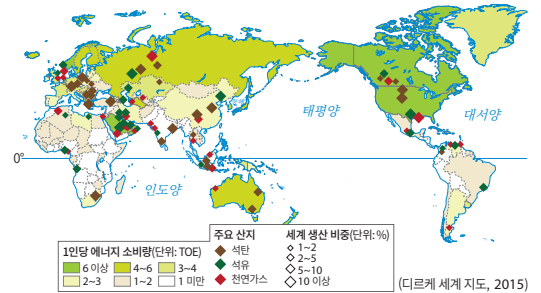 태평양
대서양
0°
인도양
주요 산지
석탄
석유
천연가스
세계 생산 비중(단위: %)
1~2
2~5
5~10
10 이상
1인당 에너지 소비량(단위: TOE)
6 이상
4~6
3~4
2~3
1~2
1 미만
(디르케 세계 지도, 2015)